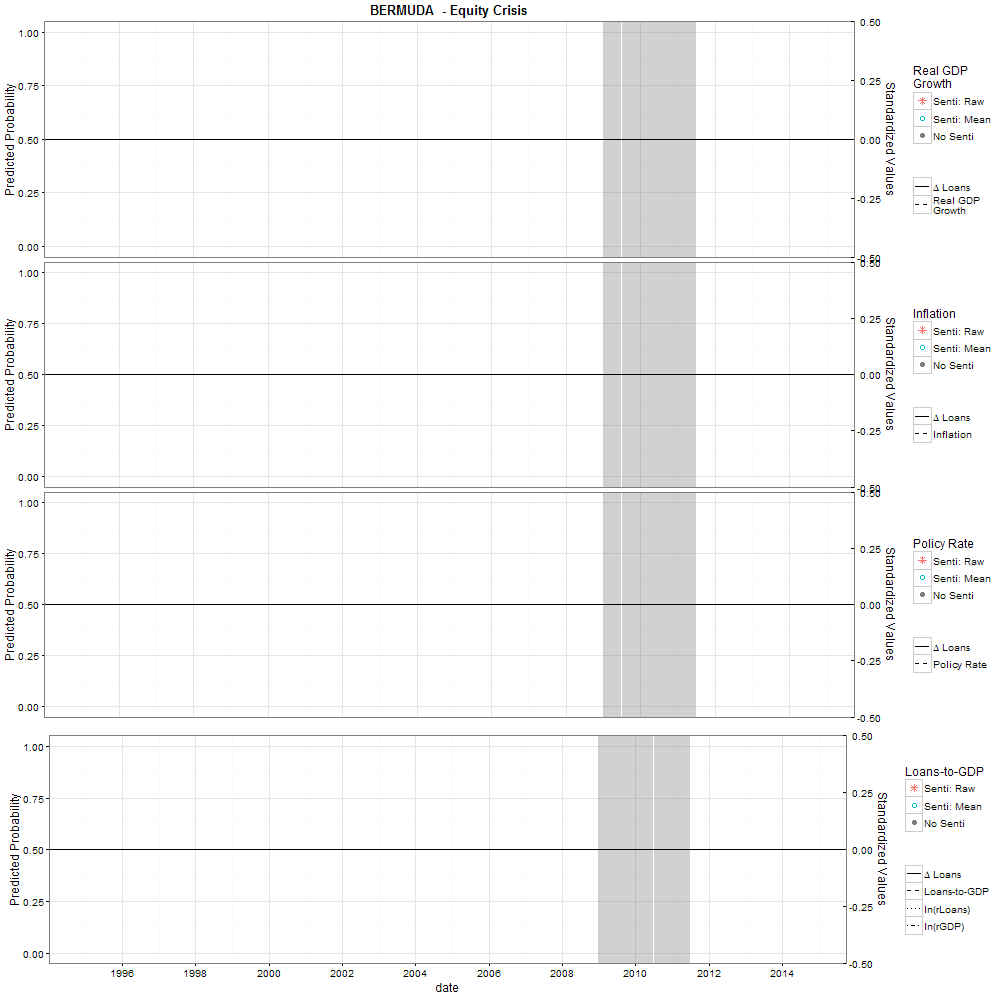 BERMUDA - Equity Crisis
1.00
0.75
0.50
0.25
0.00
Predicted Probability
0.50
0.25
0.00
-0.25
-0.50
Standardized Values
Real GDP
Growth
Senti: Raw
Senti: Mean
No Senti
Δ Loans
Real GDP
Growth
1.00
0.75
0.50
0.25
0.00
Predicted Probability
0.50
0.25
0.00
-0.25
-0.50
Standardized Values
Inflation
Senti: Raw
Senti: Mean
No Senti
Δ Loans
Inflation
1.00
0.75
0.50
0.25
0.00
Predicted Probability
0.50
0.25
0.00
-0.25
-0.50
Standardized Values
Policy Rate
Senti: Raw
Senti: Mean
No Senti
Δ Loans
Policy Rate
1.00
0.75
0.50
0.25
0.00
Predicted Probability
0.50
0.25
0.00
-0.25
-0.50
Standardized Values
Loans-to-GDP
Senti: Raw
Senti: Mean
No Senti
Δ Loans
Loans-to-GDP
ln(rLoans)
ln(rGDP)
1996 1998 2000 2002 2004 2006 2008 2010 2012 2014
date